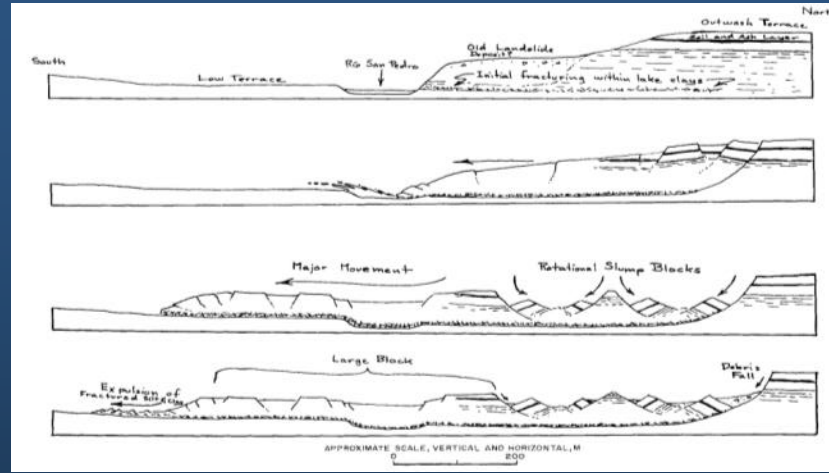 Nort
Outwash Terrace
Soil and Ash Layer
Old Landslide
Deposit?
South
Rio San Pedro
Low Terrace
Initial fracturing within lake clays
Major Movement
Rotational Slump Blocks
Large Block
Debris
Fall
Expulsion of
Fractured Silt & Clay
APPROXIMATE SCALE, VERTICAL AND HORIZONTAL, M
0 200